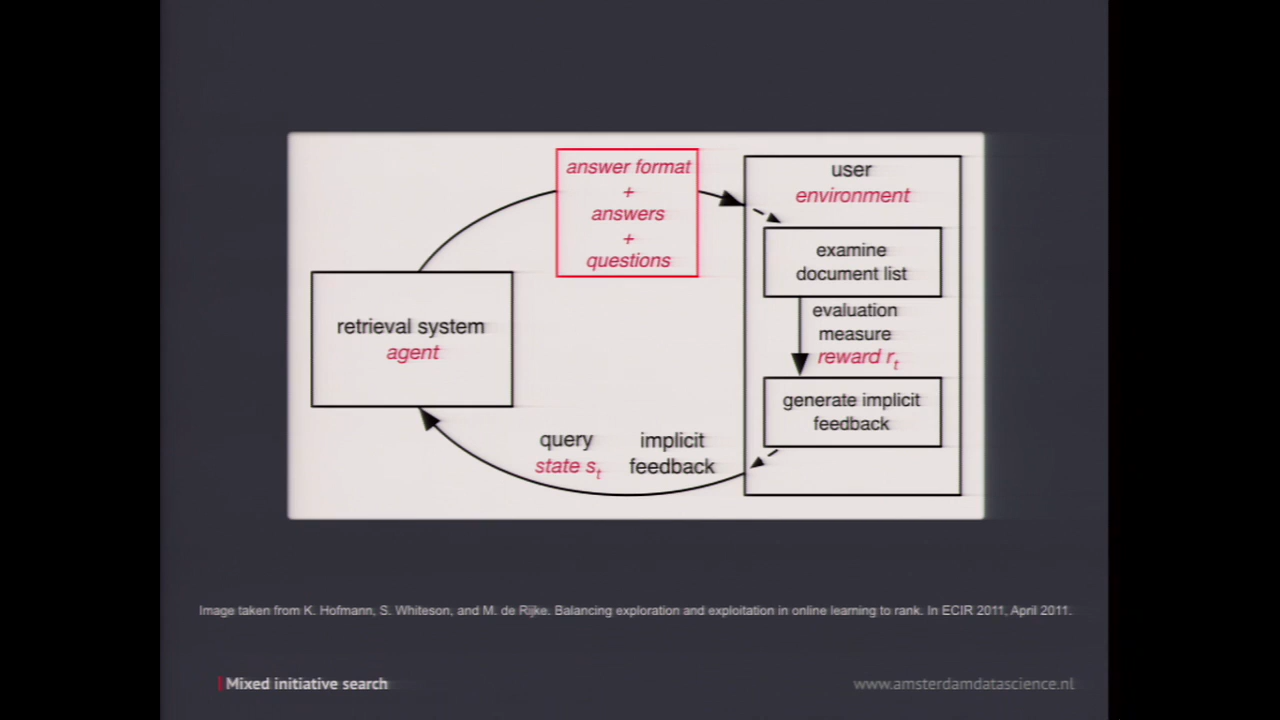 answer format
+
answers
+
questions
user
environment
examine
document list
evaluation
measure
reward rt
generate implicit
feedback
retrieval system
agent
query
state st
implicit
feedback
Image taken from K. Hofmann, S. Whiteson, and M. de Rijke. Balancing exploration and exploitation in online learning to rank. In ECIR 2011, April 2011.
Mixed initiative search
www.amsterdamdatascience.nl